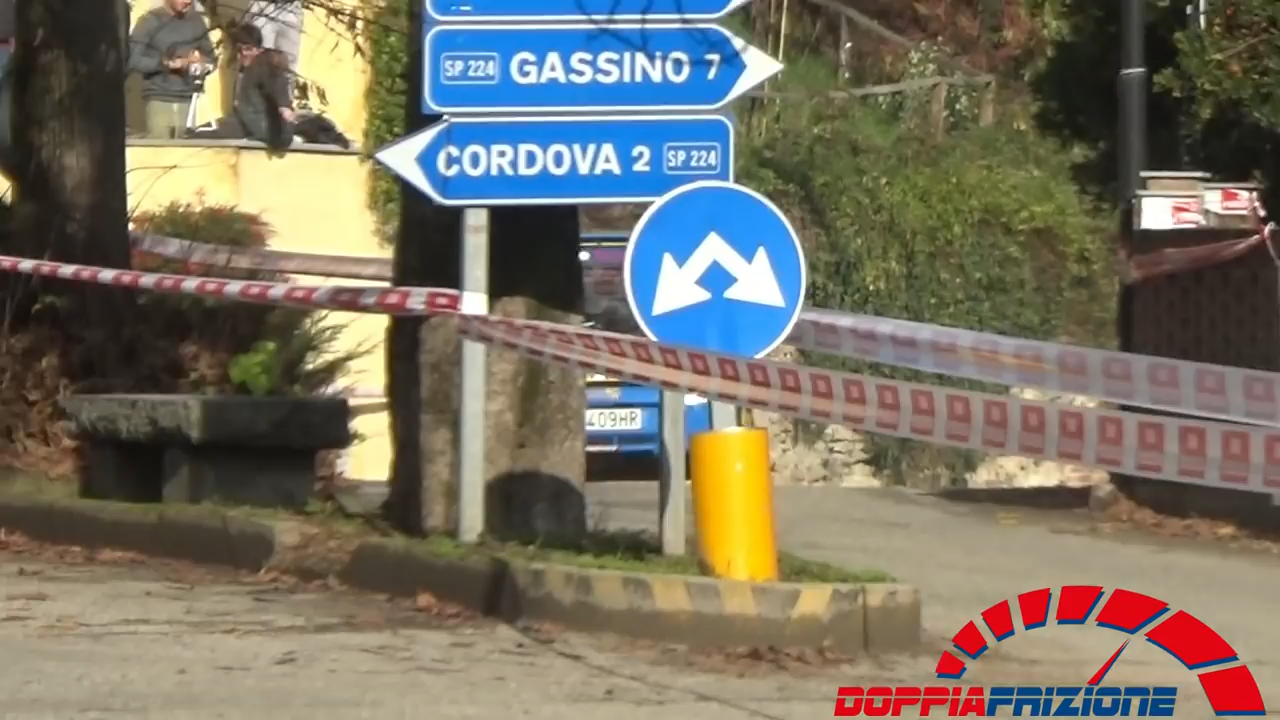 SP 224 GASSINO 7
CORDOVA 2 SP 224
409HR
DOPPIAFRIZIONE